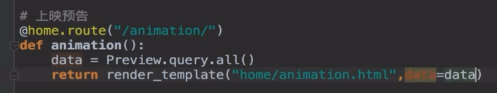 # 上映预告
@home.route("/animation/")
def animation():
    data = Preview.query.all()
    return render_template("home/animation.html",data=data)